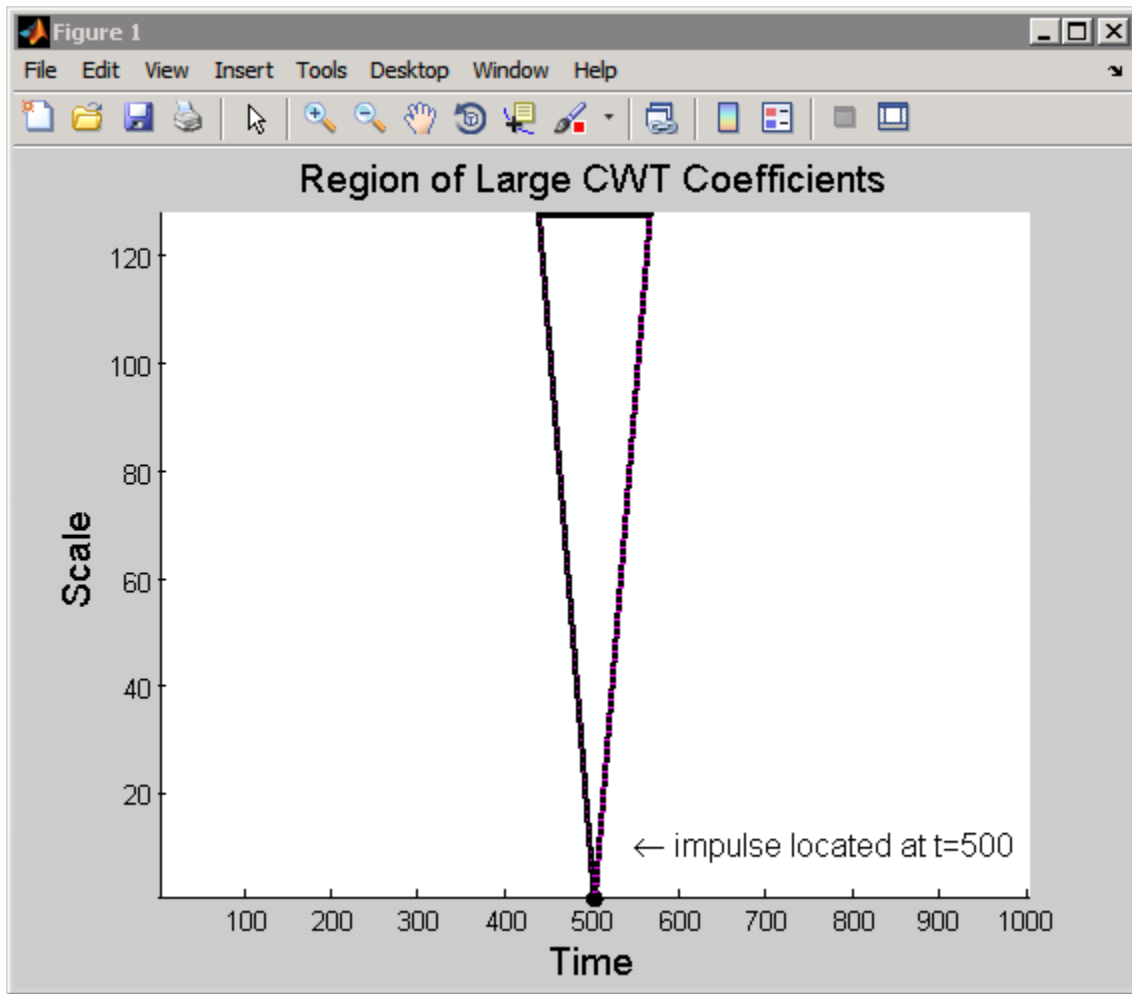 Figure 1
File Edit View Insert Tools Desktop Window Help
Region of Large CWT Coefficients
120
100
80
60
40
20
Scale
← impulse located at t=500
100 200 300 400 500 600 700 800 900 1000
Time